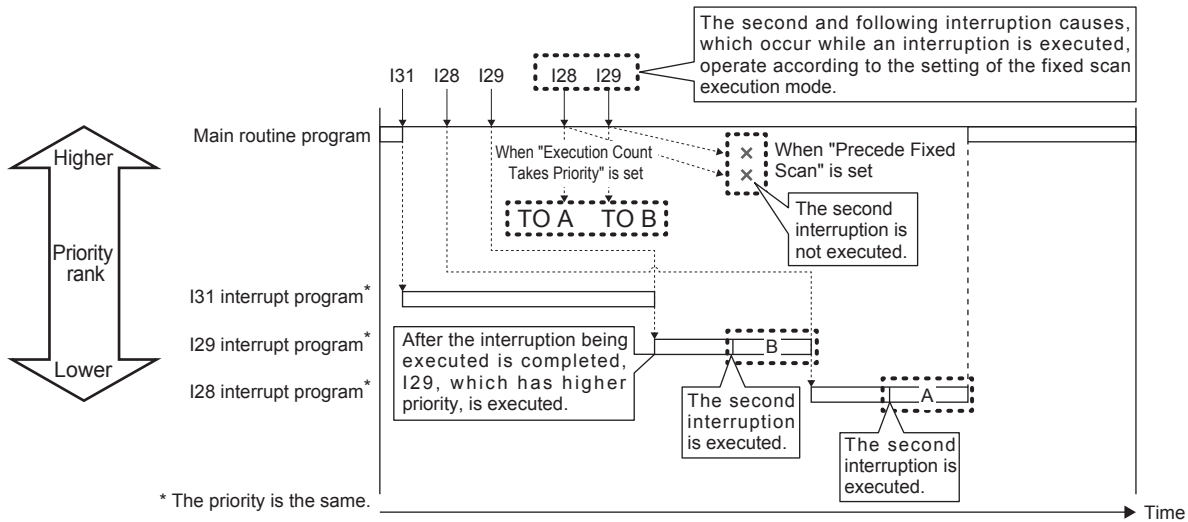 The second and following interruption causes,
which occur while an interruption is executed,
operate according to the setting of the fixed scan
execution mode.
I31 I28 I29 I28 I29
Main routine program
Higher
Priority
rank
Lower
When "Execution Count
Takes Priority" is set
TO A TO B
× When "Precede Fixed
× Scan" is set
The second
interruption is
not executed.
I31 interrupt program*
I29 interrupt program*
I28 interrupt program*
After the interruption being
executed is completed,
I29, which has higher
priority, is executed.
B
The second
interruption
is executed.
A
The second
interruption is
executed.
* The priority is the same.
Time